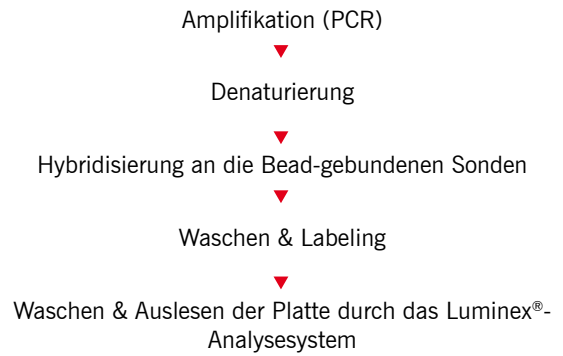 Amplifikation (PCR)
Denaturierung
Hybridisierung an die Bead-gebundenen Sonden
Waschen & Labeling
Waschen & Auslesen der Platte durch das Luminex®-
Analysesystem